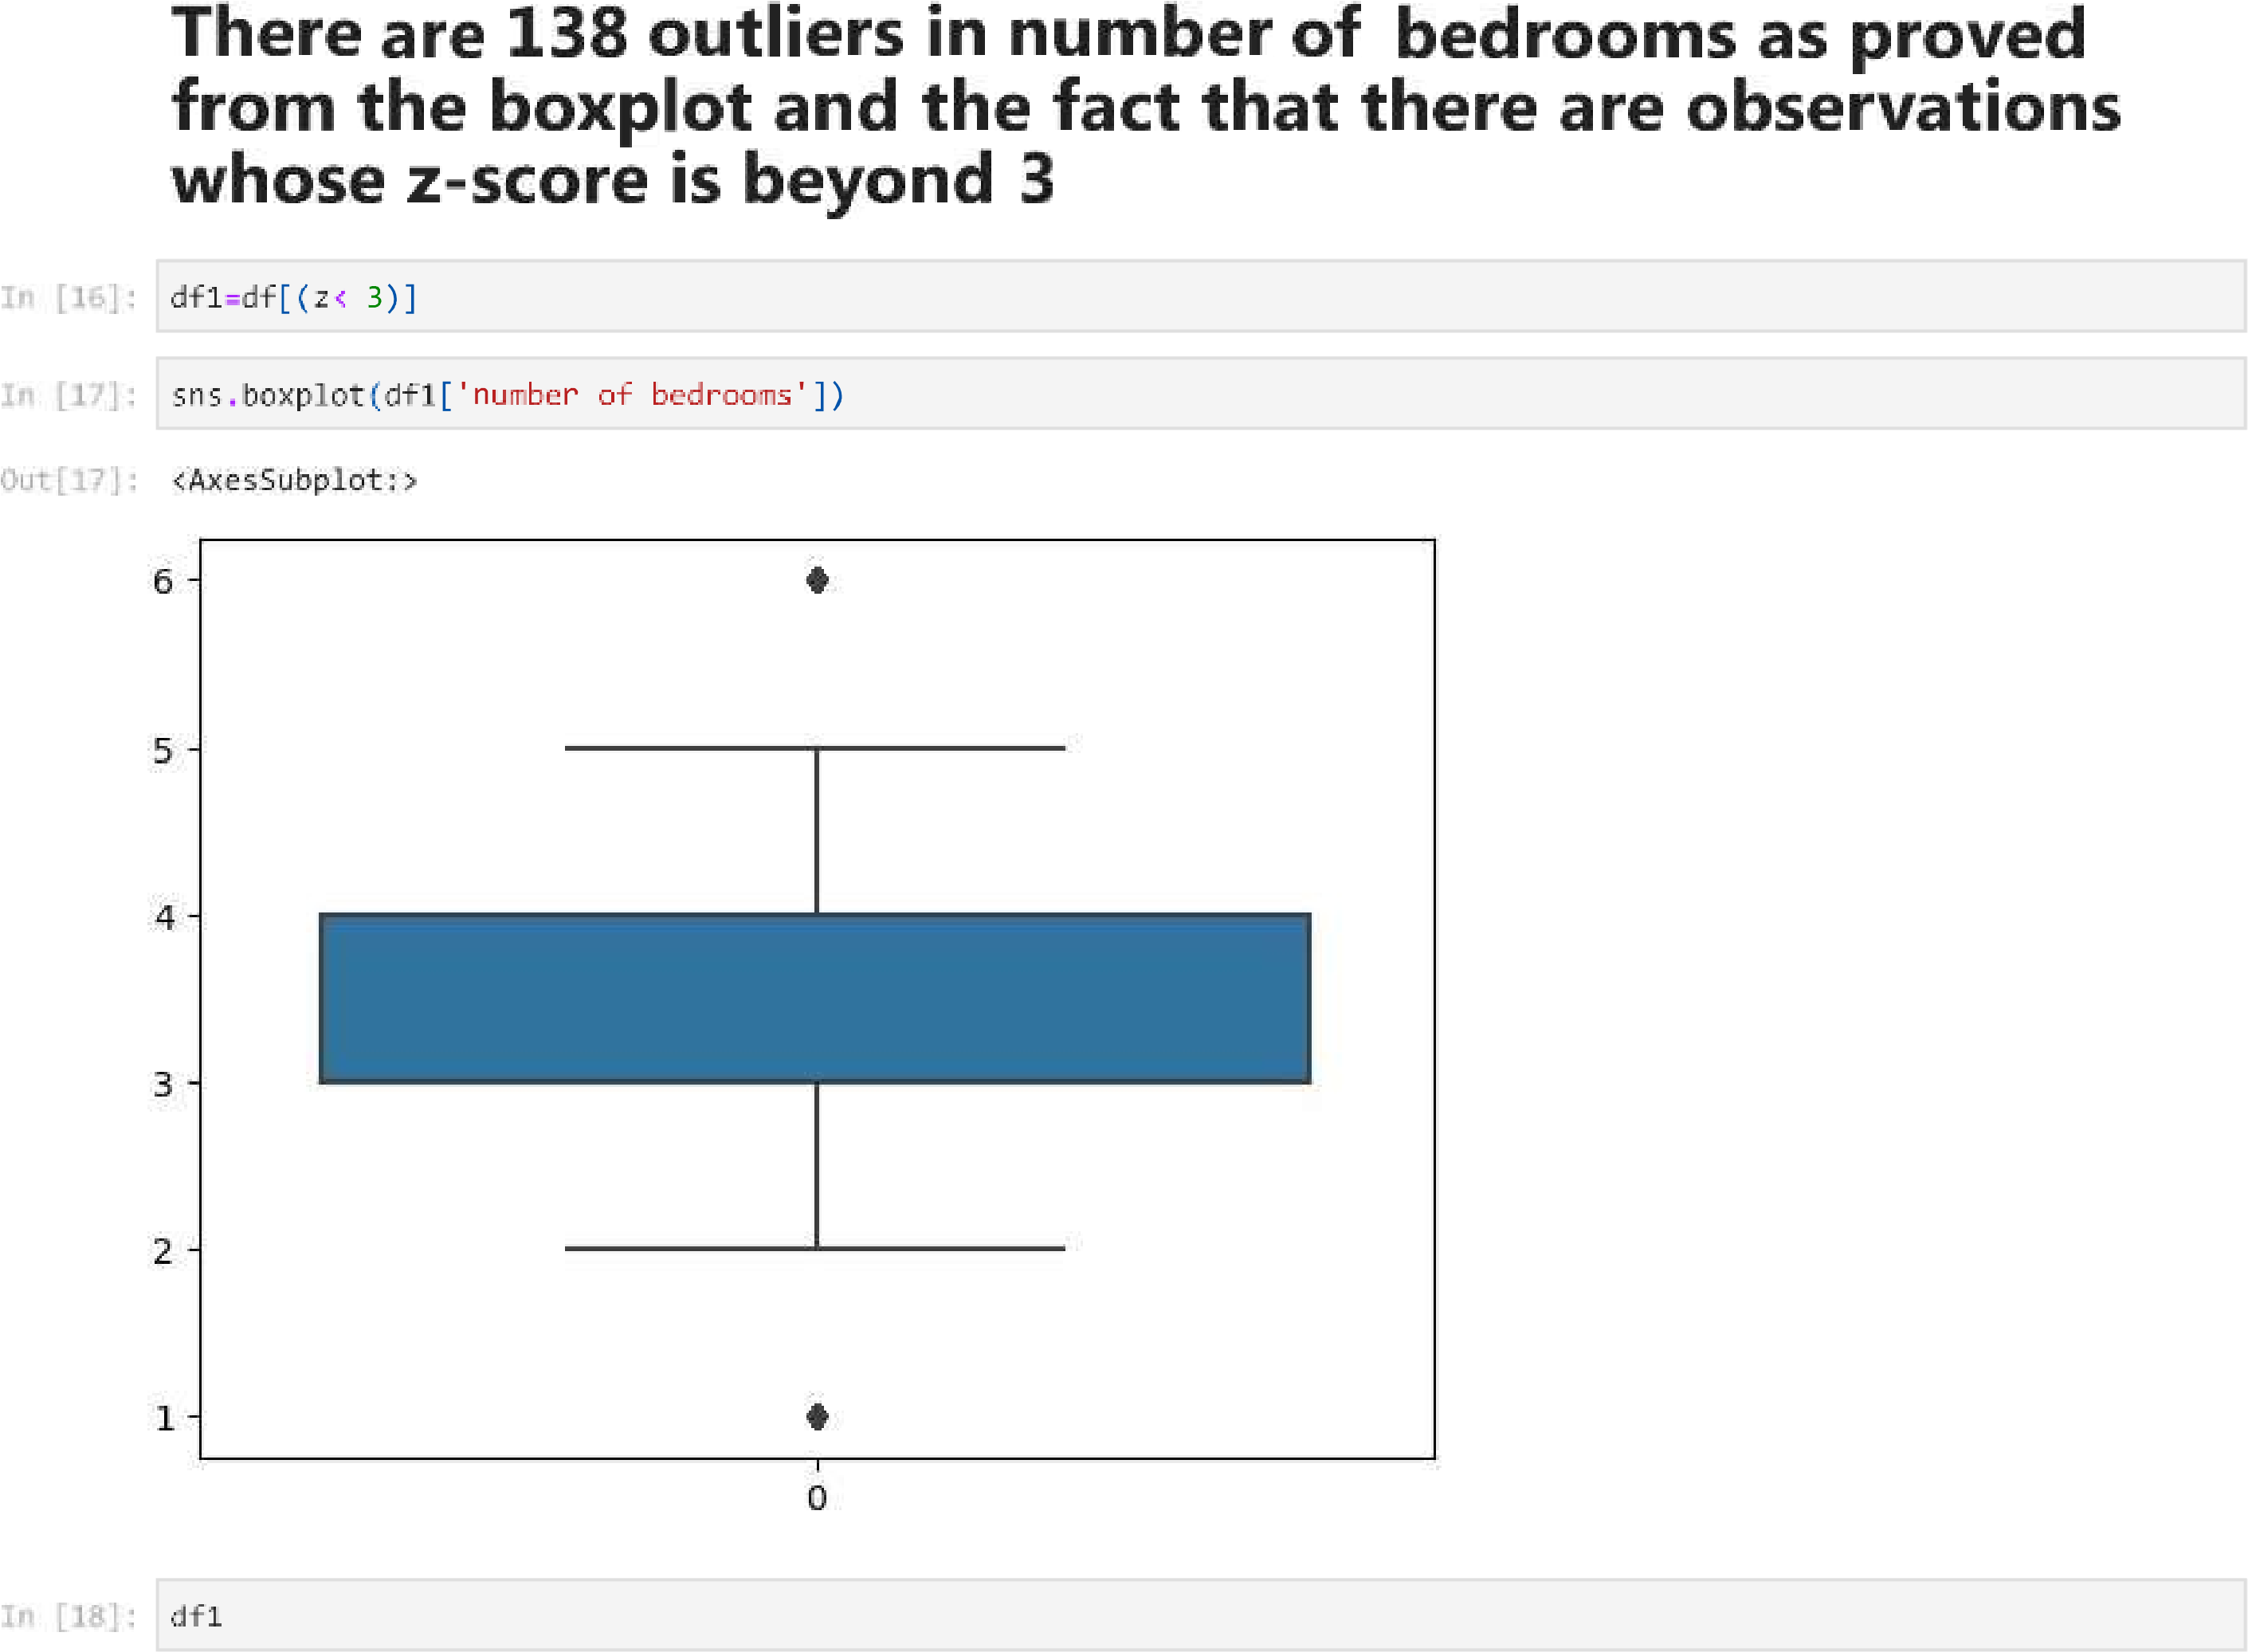 There are 138 outliers in number of bedrooms as proved
from the boxplot and the fact that there are observations
whose z-score is beyond 3
In [16]: df1=df[(z< 3)]
In [17]: sns.boxplot(df1['number of bedrooms'])
Out[17]: <AxesSubplot:>
6
5
4
3
2
1
0
In [18]: df1